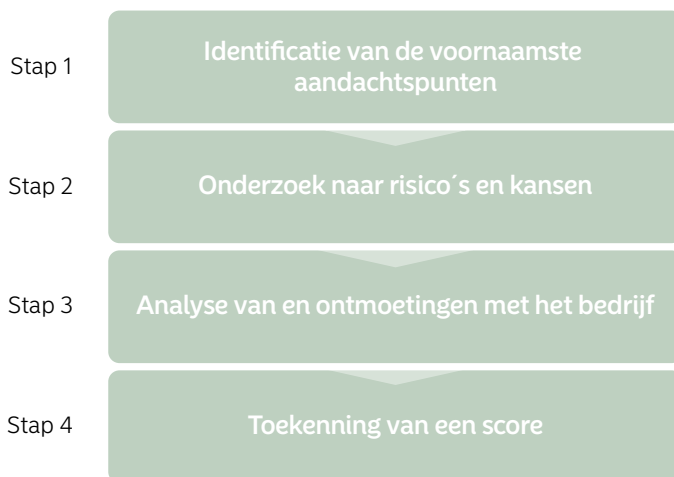 Stap 1
Identificatie van de voornaamste
aandachtspunten
Stap 2
Onderzoek naar risico´s en kansen
Stap 3
Analyse van en ontmoetingen met het bedrijf
Stap 4
Toekenning van een score